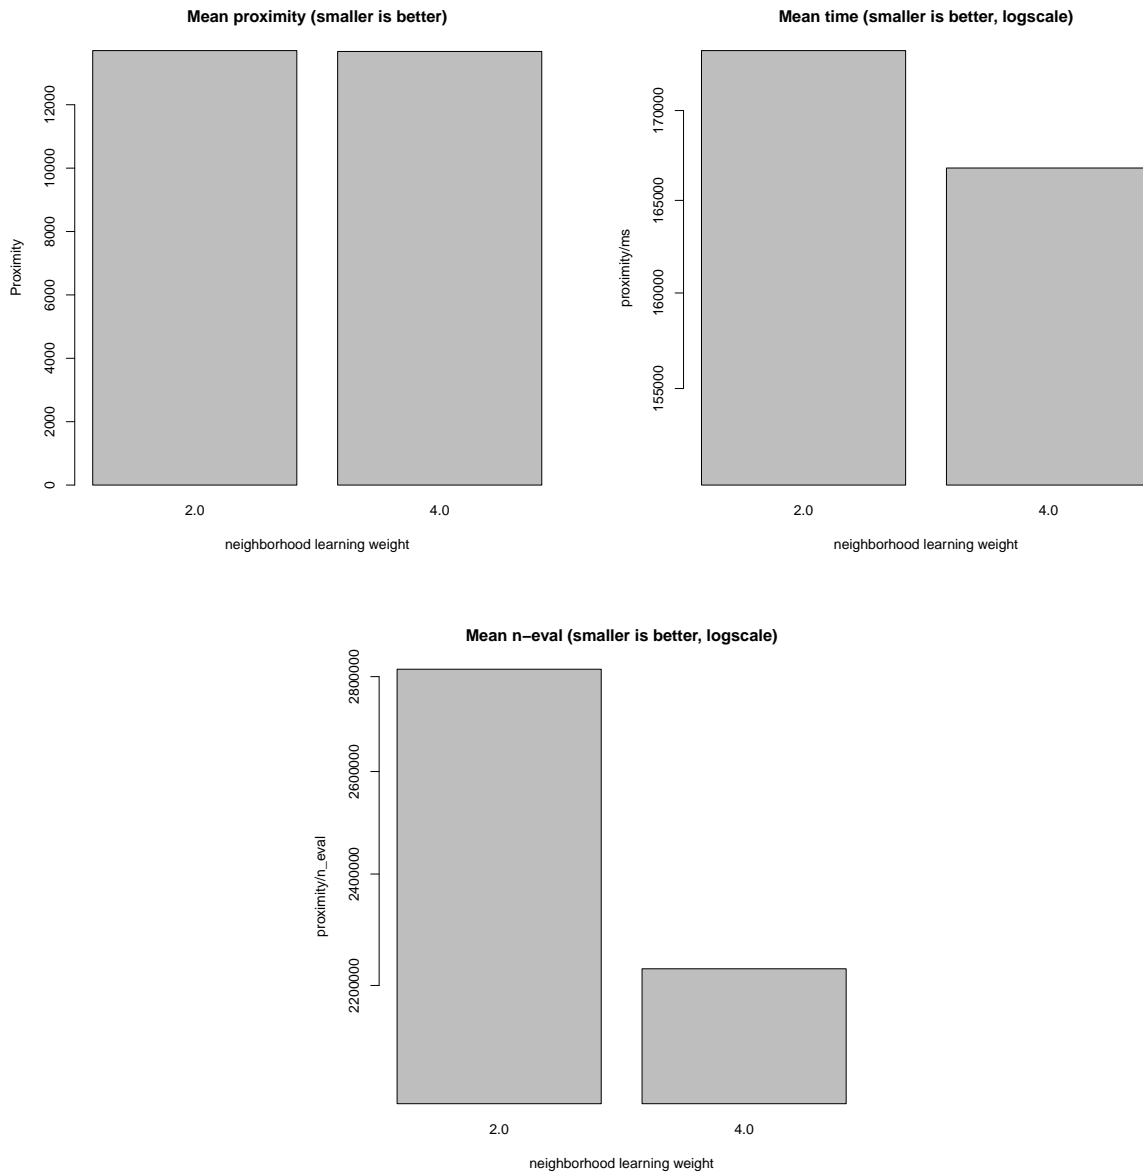 Mean proximity (smaller is better)
Proximity
12000
10000
8000
6000
4000
2000
0
2.0 4.0
neighborhood learning weight
Mean time (smaller is better, logscale)
proximity/ms
170000
165000
160000
155000
2.0 4.0
neighborhood learning weight
Mean n−eval (smaller is better, logscale)
proximity/n_eval
2800000
2600000
2400000
2200000
2.0 4.0
neighborhood learning weight